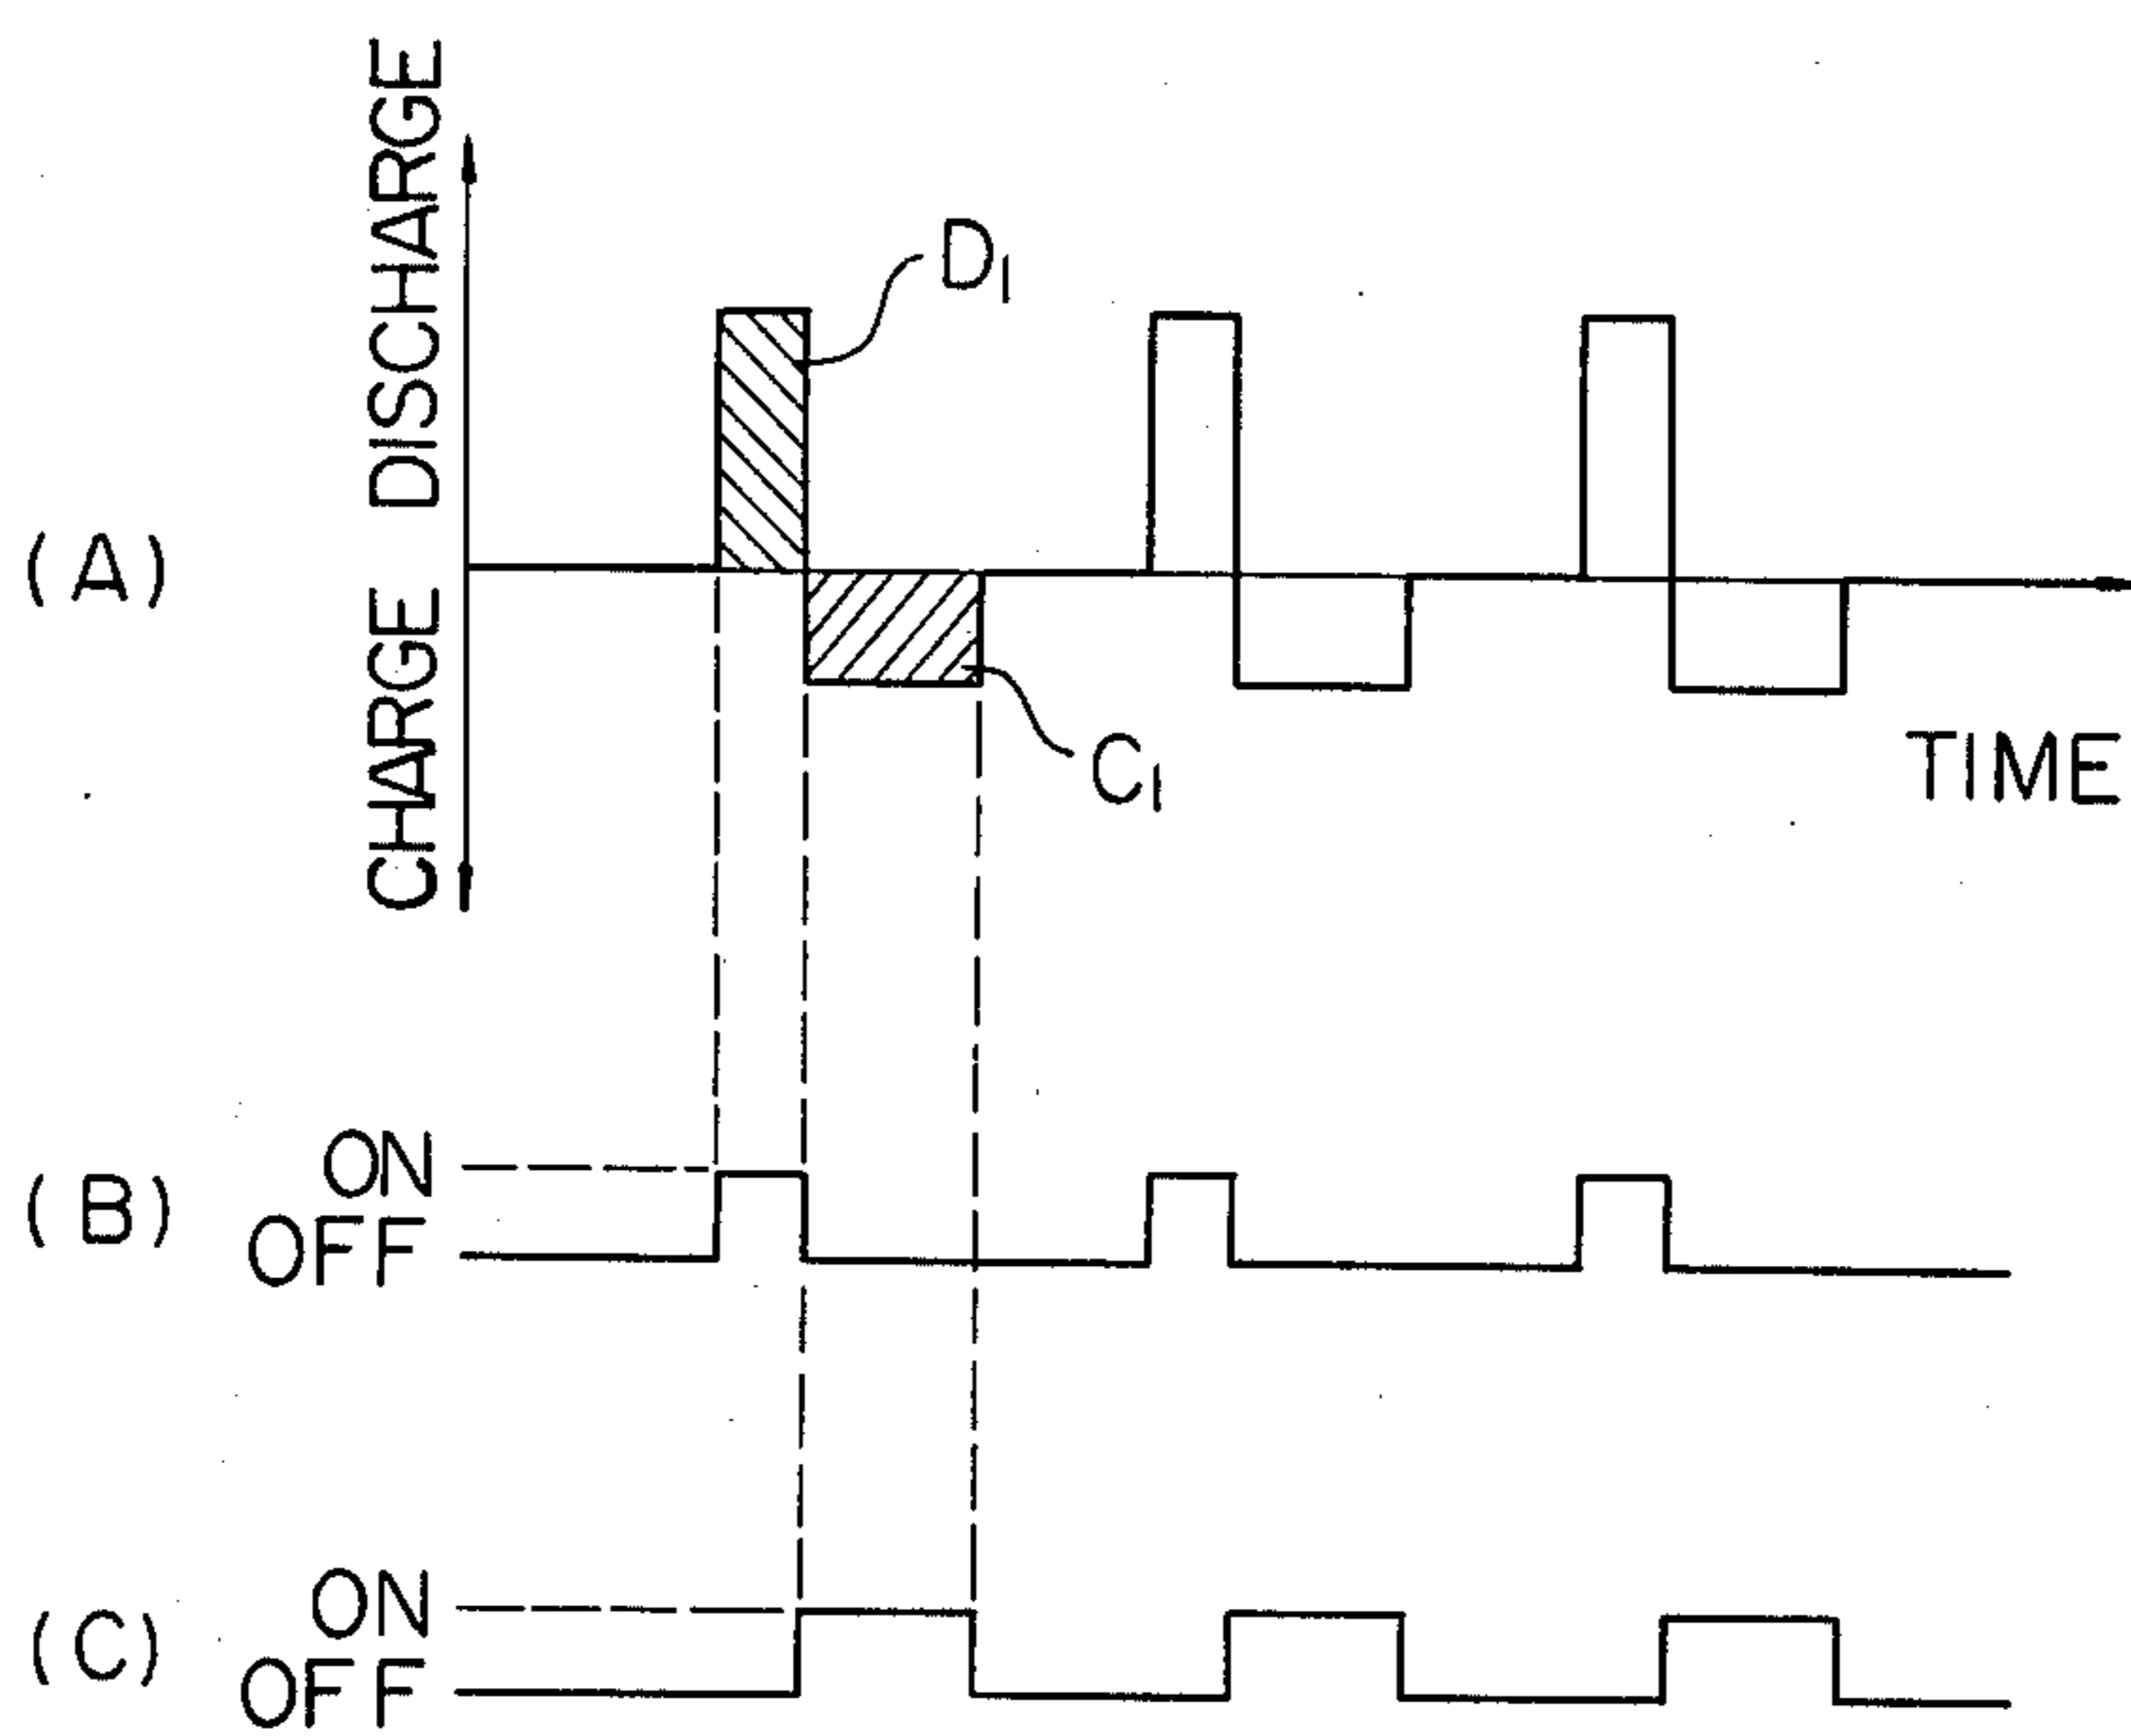 DISCHARGE
D1
(A)
CHARGE
C1
TIME
ON
(B)
OFF
ON
(C)
OFF